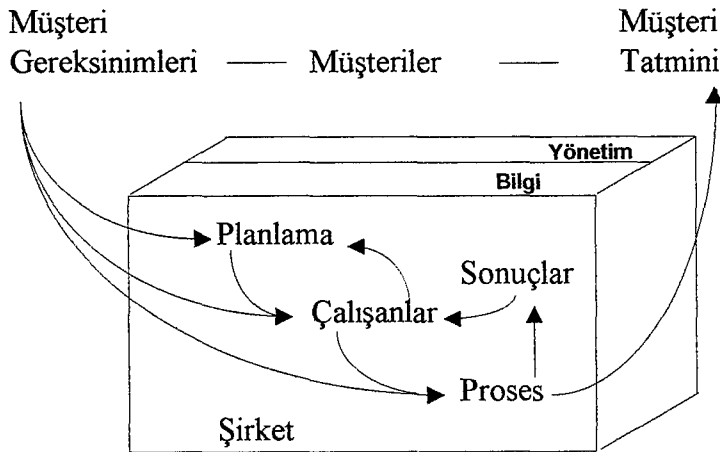 Müşteri Müşteri
Gereksinimleri — Müşteriler — Tatmini
Yönetim
Bilgi
Planlama
Sonuçlar
Çalışanlar
Proses
Şirket